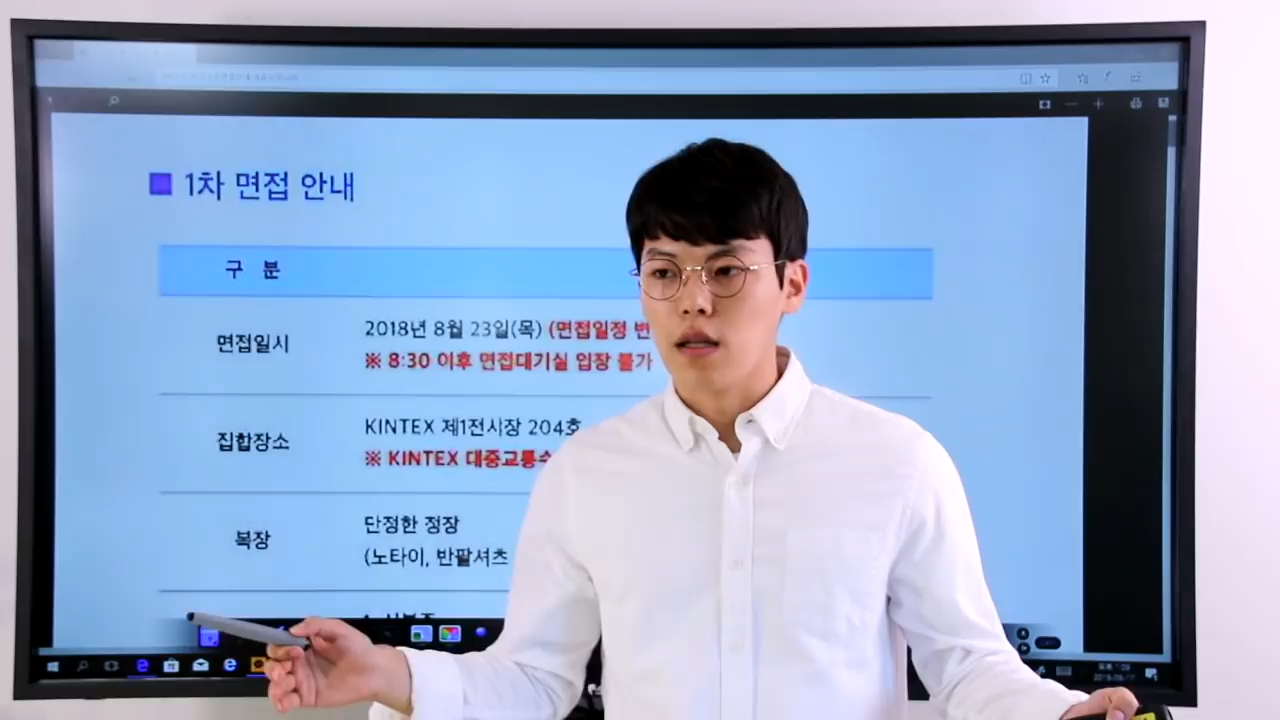 1차 면접 안내
구 분
면접일시
2018년 8월 23일(목) (면접일정 변
※ 8:30 이후 면접대기실 입장 불가
집합장소
KINTEX 제1전시장 204호
※ KINTEX 대중교통수
복장
단정한 정장
(노타이, 반팔셔츠